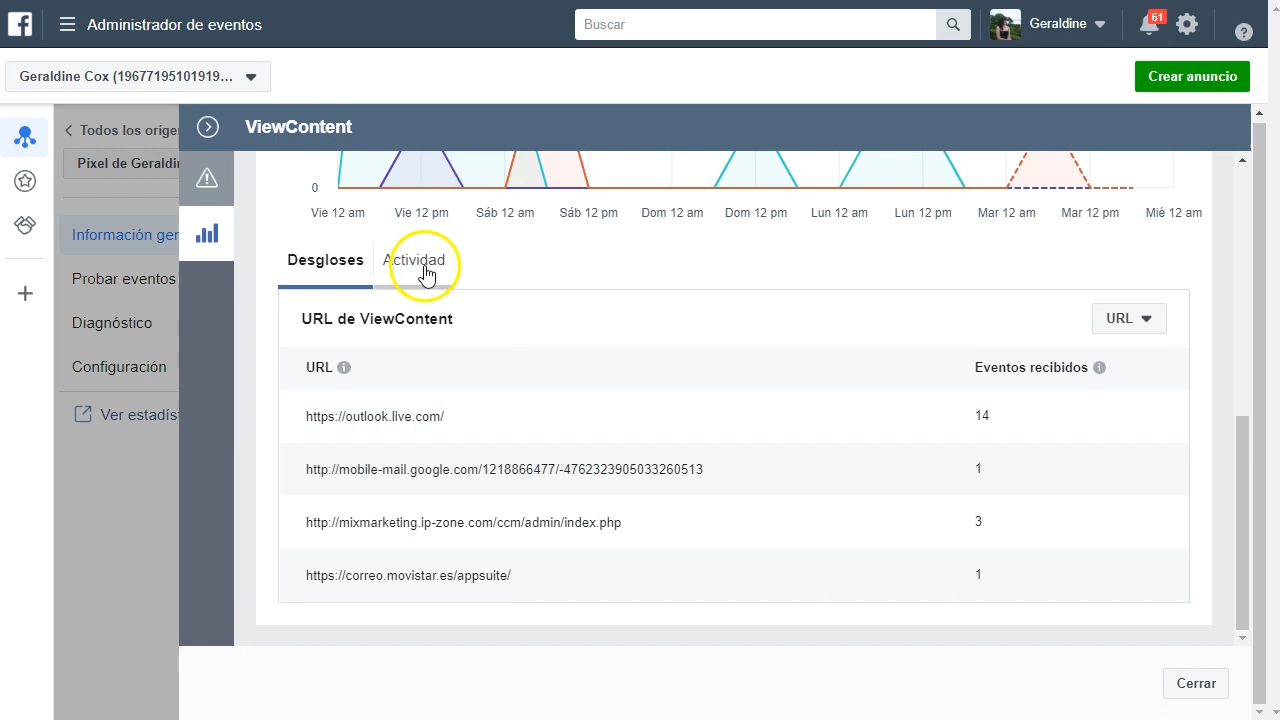 Administrador de eventos
Buscar
Geraldine
61
Geraldine Cox (19677195101919...
Crear anuncio
Todos los oríge
ViewContent
Píxel de Geraldi
0
Vie 12 am Vie 12 pm Sáb 12 am Sáb 12 pm Dom 12 am Dom 12 pm Lun 12 am Lun 12 pm Mar 12 am Mar 12 pm Mié 12 am
Información gen
Probar eventos
Diagnóstico
Configuración
Ver estadís
Desgloses Actividad
URL de ViewContent URL
URL Eventos recibidos
https://outlook.live.com/ 14
http://mobile-mail.google.com/1218866477/-4762323905033260513 1
http://mixmarketing.ip-zone.com/ccm/admin/index.php 3
https://correo.movistar.es/appsuite/ 1
Cerrar